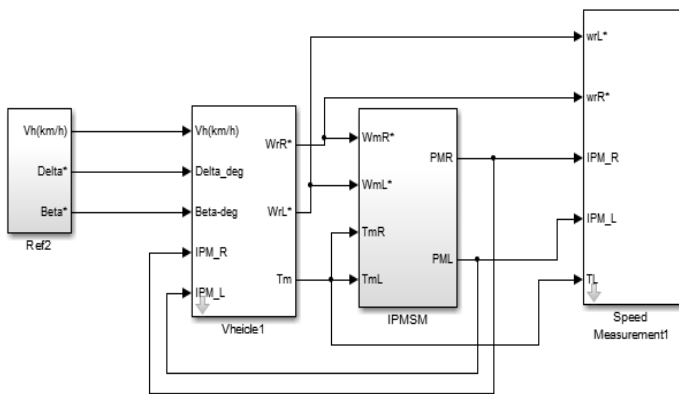 Vh(km/h)
Delta*
Beta*
Ref2
Vh(km/h)
Delta_deg
Beta-deg
IPM_R
IPM_L
WrR*
WrL*
Tm
Vheicle1
WmR*
WmL*
TmR
TmL
PMR
PML
IPMSM
wrL*
wrR*
IPM_R
IPM_L
TL
Speed
Measurement1